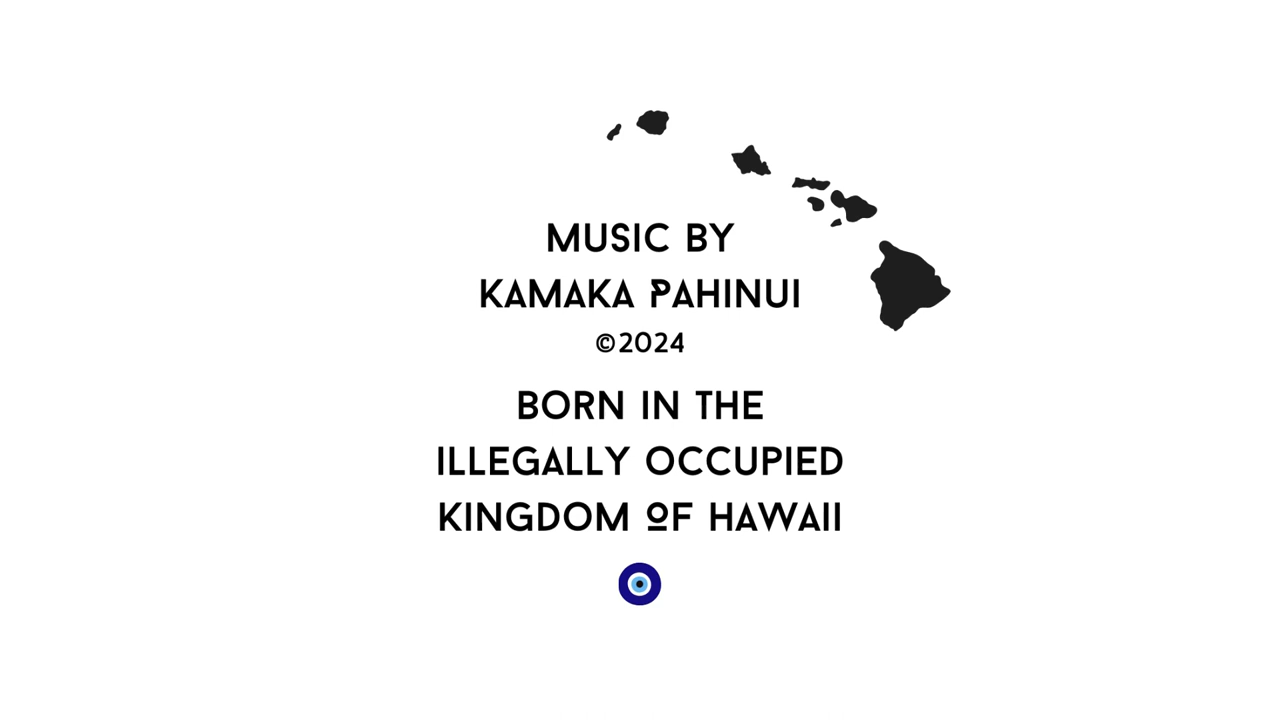 MUSIC BY
KAMAKA PAHINUI
©2024
BORN IN THE
ILLEGALLY OCCUPIED
KINGDOM OF HAWAII